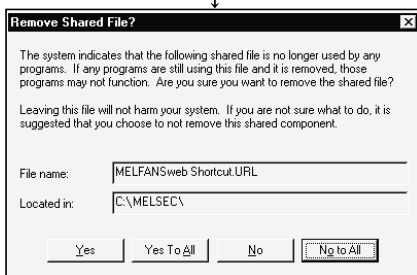 Remove Shared File?
The system indicates that the following shared file is no longer used by any
programs. If any programs are still using this file and it is removed, those
programs may not function. Are you sure you want to remove the shared file?
Leaving this file will not harm your system. If you are not sure what to do, it is
suggested that you choose to not remove this shared component.
File name: MELFANSweb Shortcut.URL
Located in: C:\MELSEC\
Yes Yes To All No No to All